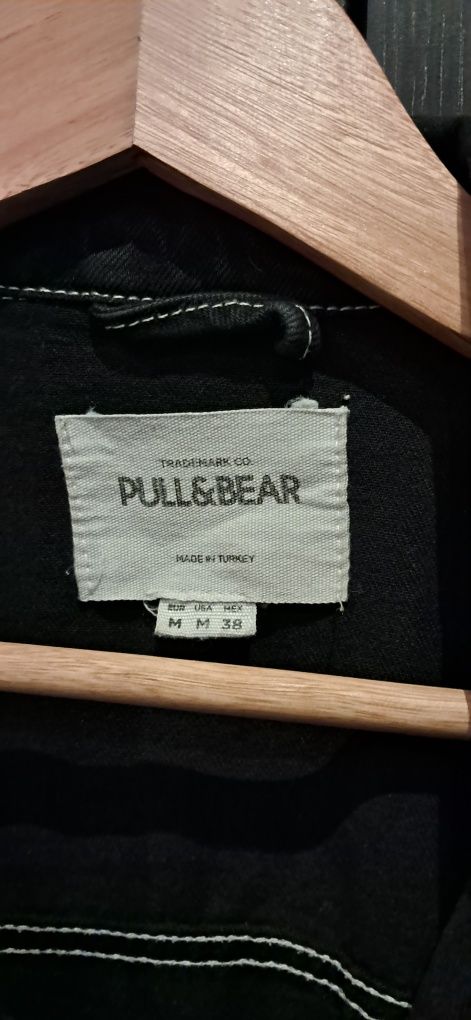 TRADEMARK CO.
PULL&BEAR
MADE IN TURKEY
EUR USA MEX
M M 38